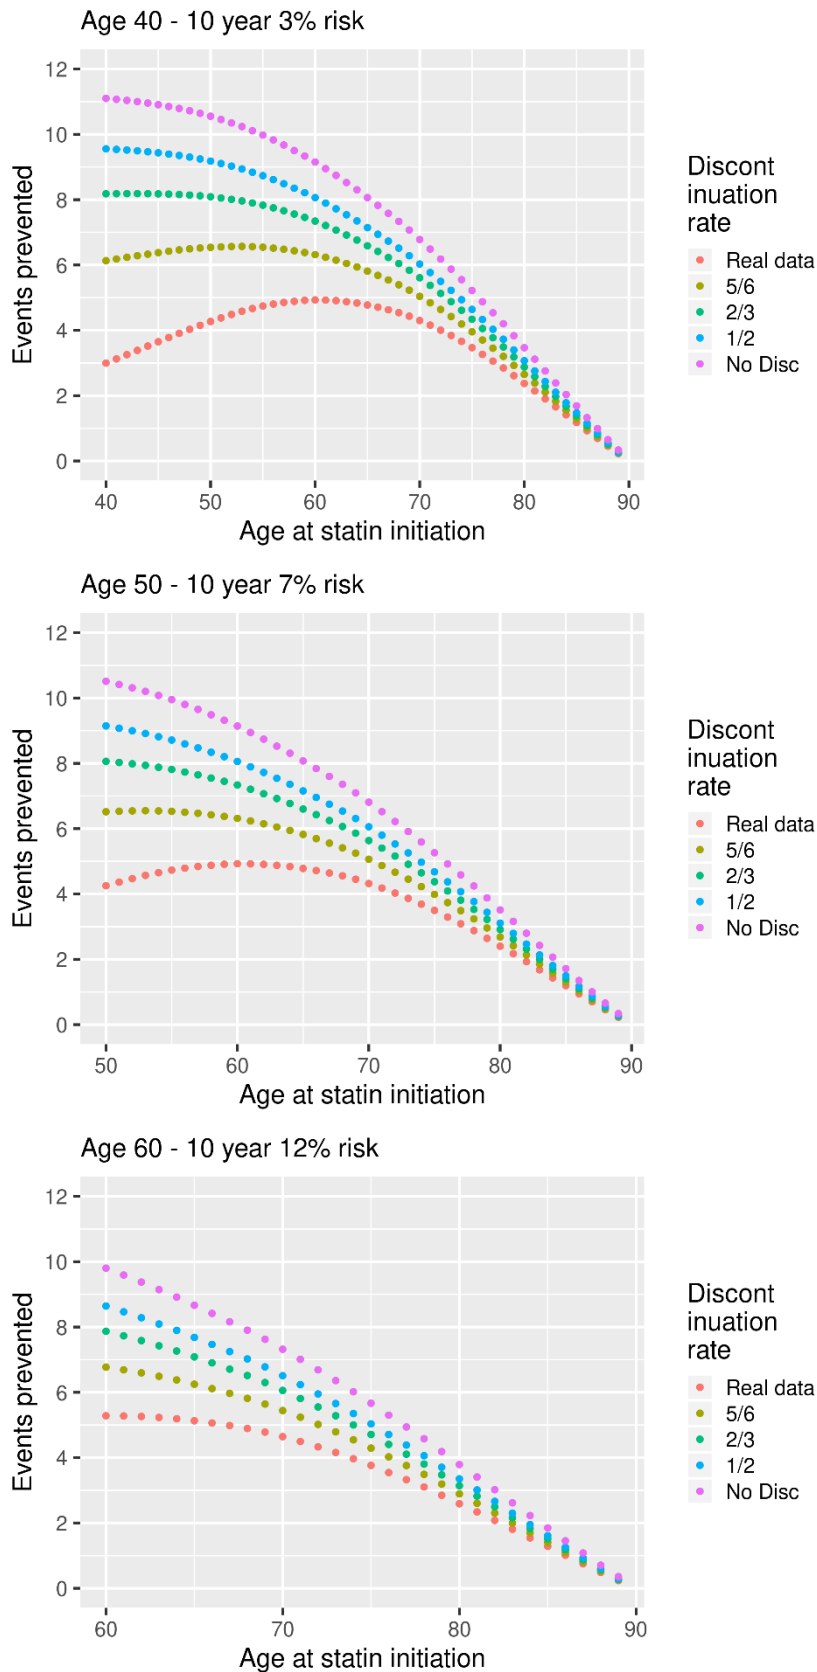 Age 40 - 10 year 3% risk
12
10
8
6
4
2
0
Events prevented
40 50 60 70 80 90
Age at statin initiation
Discont
inuation
rate
Real data
5/6
2/3
1/2
No Disc
Age 50 - 10 year 7% risk
12
10
8
6
4
2
0
Events prevented
50 60 70 80 90
Age at statin initiation
Discont
inuation
rate
Real data
5/6
2/3
1/2
No Disc
Age 60 - 10 year 12% risk
12
10
8
6
4
2
0
Events prevented
60 70 80 90
Age at statin initiation
Discont
inuation
rate
Real data
5/6
2/3
1/2
No Disc